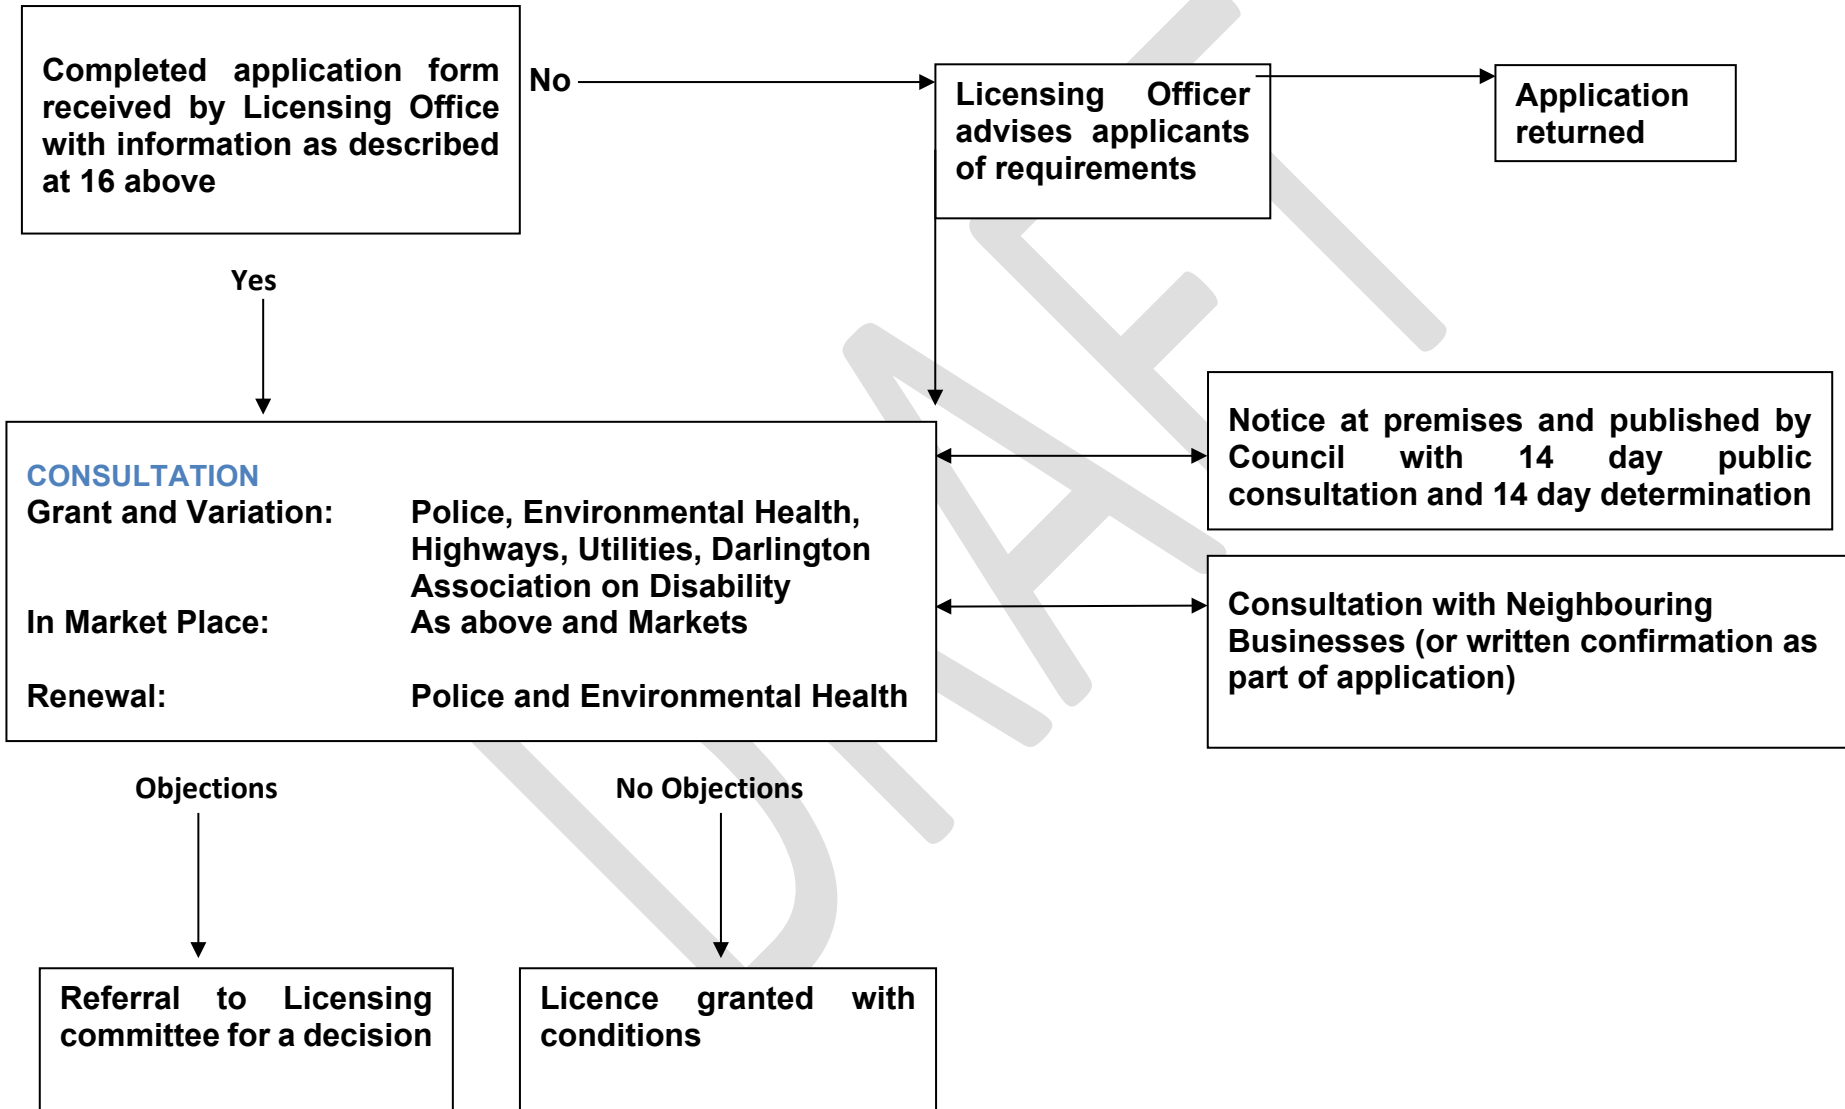 Completed application form
received by Licensing Office
with information as described
at 16 above
No
Licensing Officer
advises applicants
of requirements
Application
returned
Yes
CONSULTATION
Grant and Variation: Police, Environmental Health,
Highways, Utilities, Darlington
Association on Disability
In Market Place: As above and Markets
Renewal: Police and Environmental Health
Notice at premises and published by
Council with 14 day public
consultation and 14 day determination
Consultation with Neighbouring
Businesses (or written confirmation as
part of application)
Objections
No Objections
Referral to Licensing
committee for a decision
Licence granted with
conditions
DRAFT